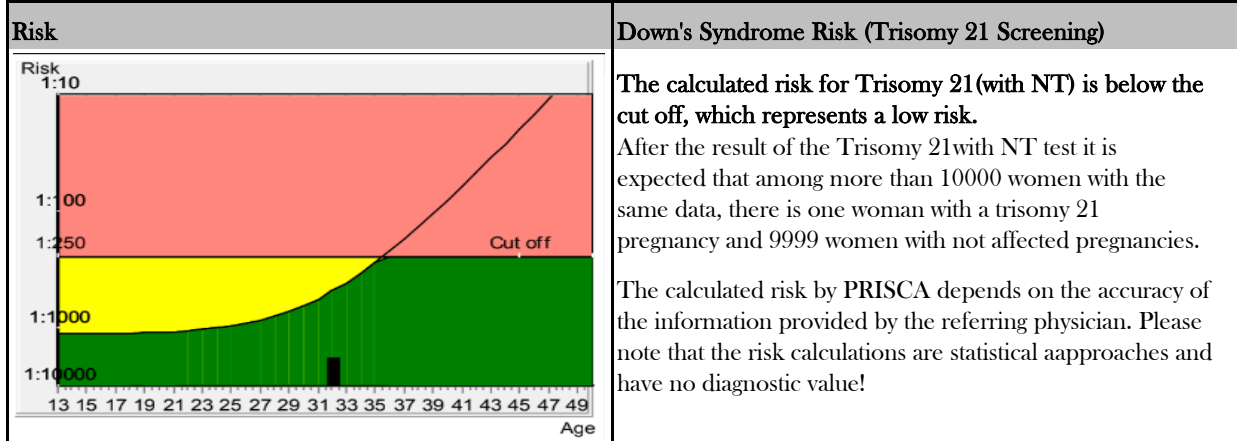 Risk
Risk
1:10
1:100
1:250
Cut off
1:1000
1:10000
13 15 17 19 21 23 25 27 29 31 33 35 37 39 41 43 45 47 49
Age
Down's Syndrome Risk (Trisomy 21 Screening)
The calculated risk for Trisomy 21(with NT) is below the
cut off, which represents a low risk.
After the result of the Trisomy 21with NT test it is
expected that among more than 10000 women with the
same data, there is one woman with a trisomy 21
pregnancy and 9999 women with not affected pregnancies.
The calculated risk by PRISCA depends on the accuracy of
the information provided by the referring physician. Please
note that the risk calculations are statistical aapproaches and
have no diagnostic value!